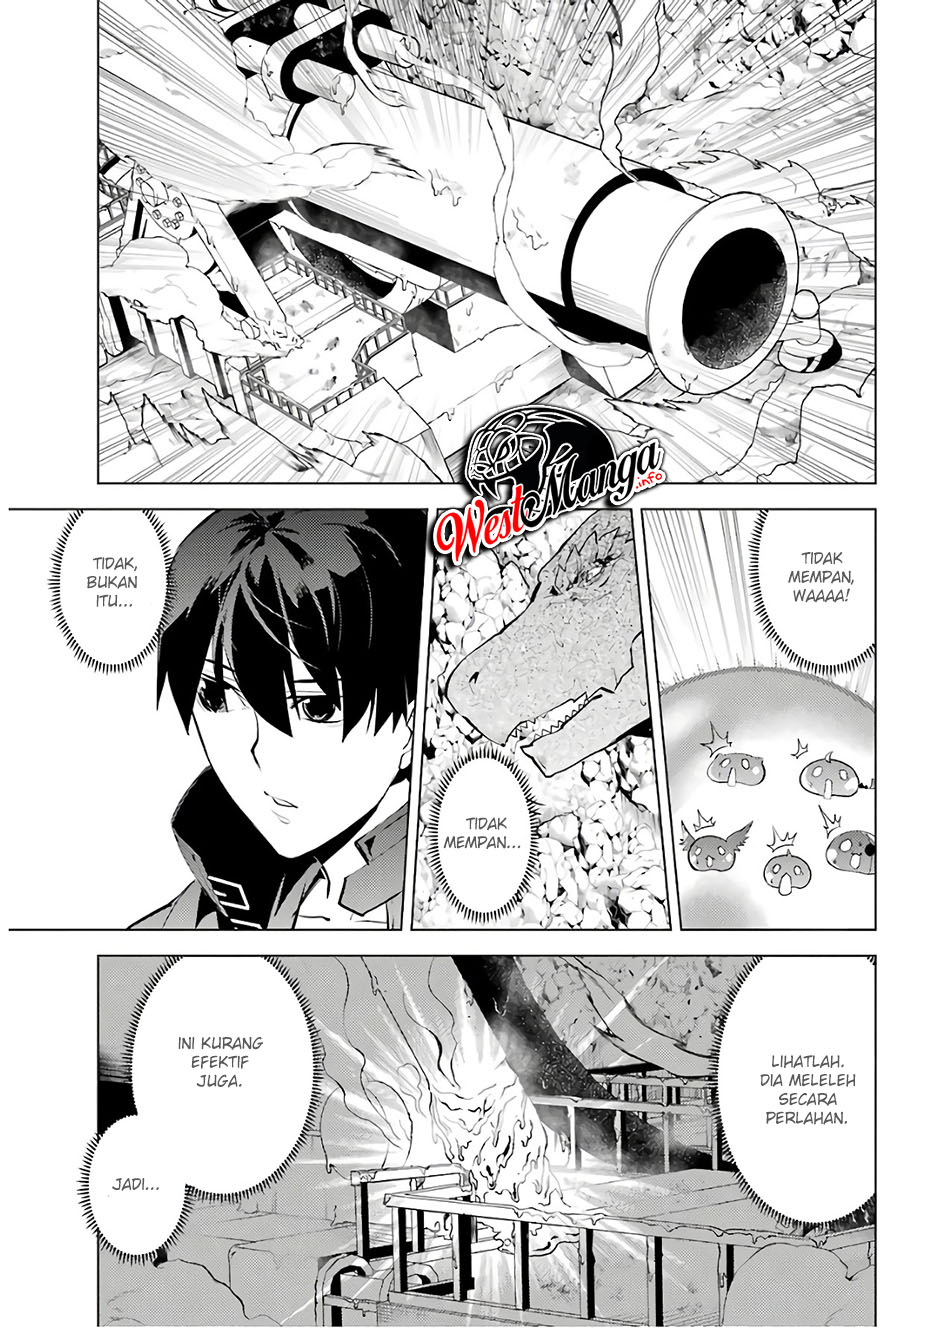 WestManga
.info
TIDAK
MEMPAN,
WAAAA!
TIDAK
MEMPAN...
TIDAK,
BUKAN
ITU...
LIHATLAH.
DIA MELELEH
SECARA
PERLAHAN.
INI KURANG
EFEKTIF
JUGA.
JADI...